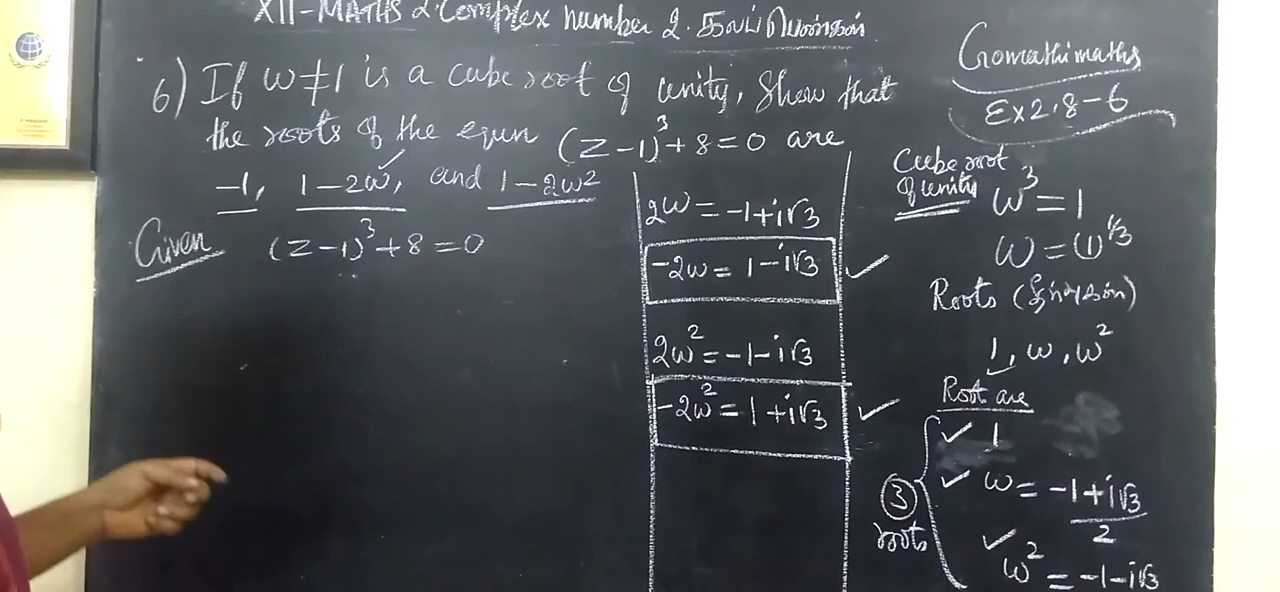 XII-MATHS 2. Complex number 2.
6) If ω≠1 is a cube root of unity, Show that
the roots of the equn (Z-1)³+8=0 are
-1, 1-2ω, and 1-2ω²
Given (Z-1)³+8=0
2ω = -1+i√3
-2ω = 1-i√3
2ω² = -1-i√3
-2ω² = 1+i√3
Gomathi maths
Ex 2.8-6
Cube root
of unity
ω³=1
ω=(1)^1/3
Roots
1, ω, ω²
Root are
1
ω = -1+i√3
2
ω² = -1-i√3
3
roots